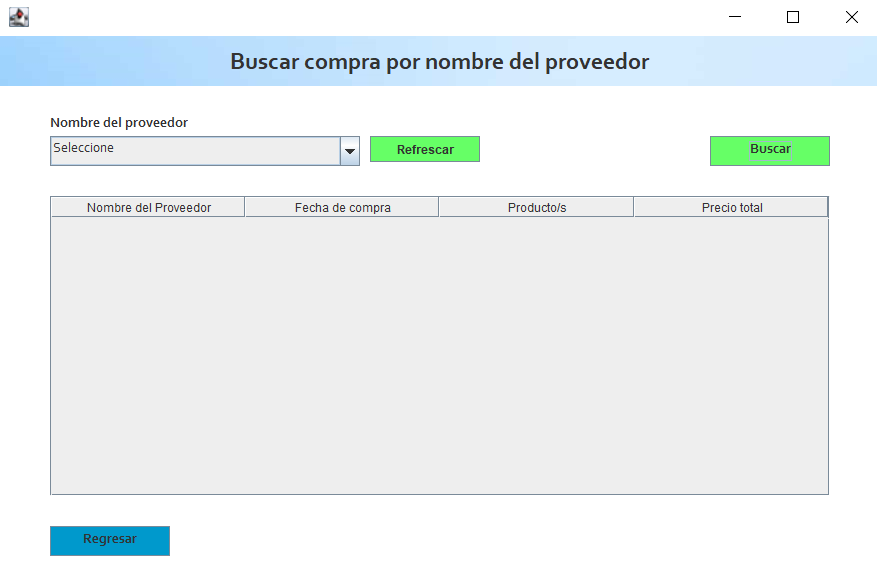 Buscar compra por nombre del proveedor
Nombre del proveedor
Seleccione
Refrescar
Buscar
Nombre del Proveedor Fecha de compra Producto/s Precio total
Regresar